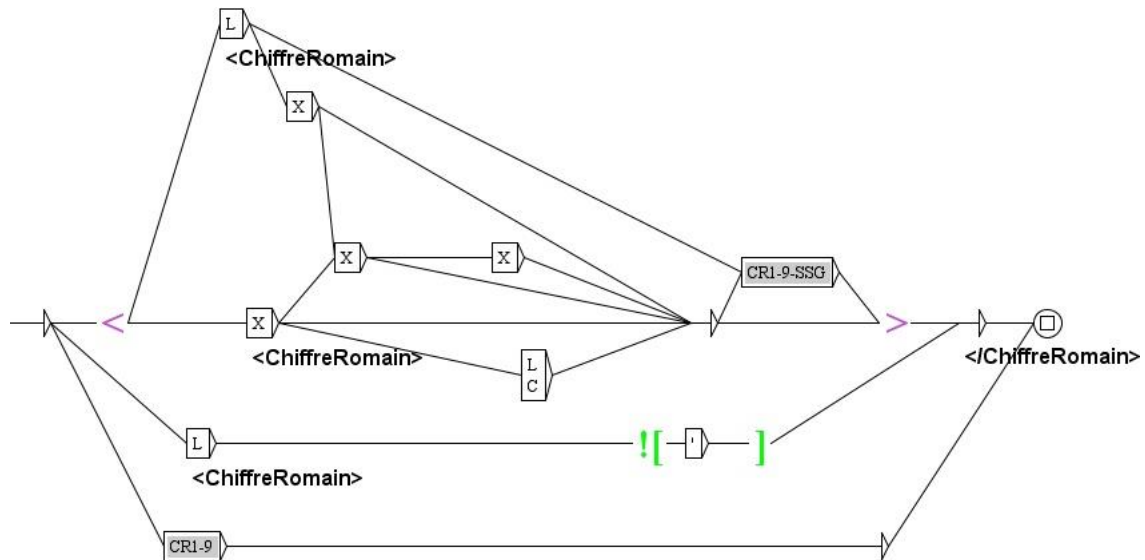 L
<ChiffreRomain>
X
X
X
CR1-9-SSG
<
X
>
<ChiffreRomain>
</ChiffreRomain>
L
C
L
![
'
]
<ChiffreRomain>
CR1-9